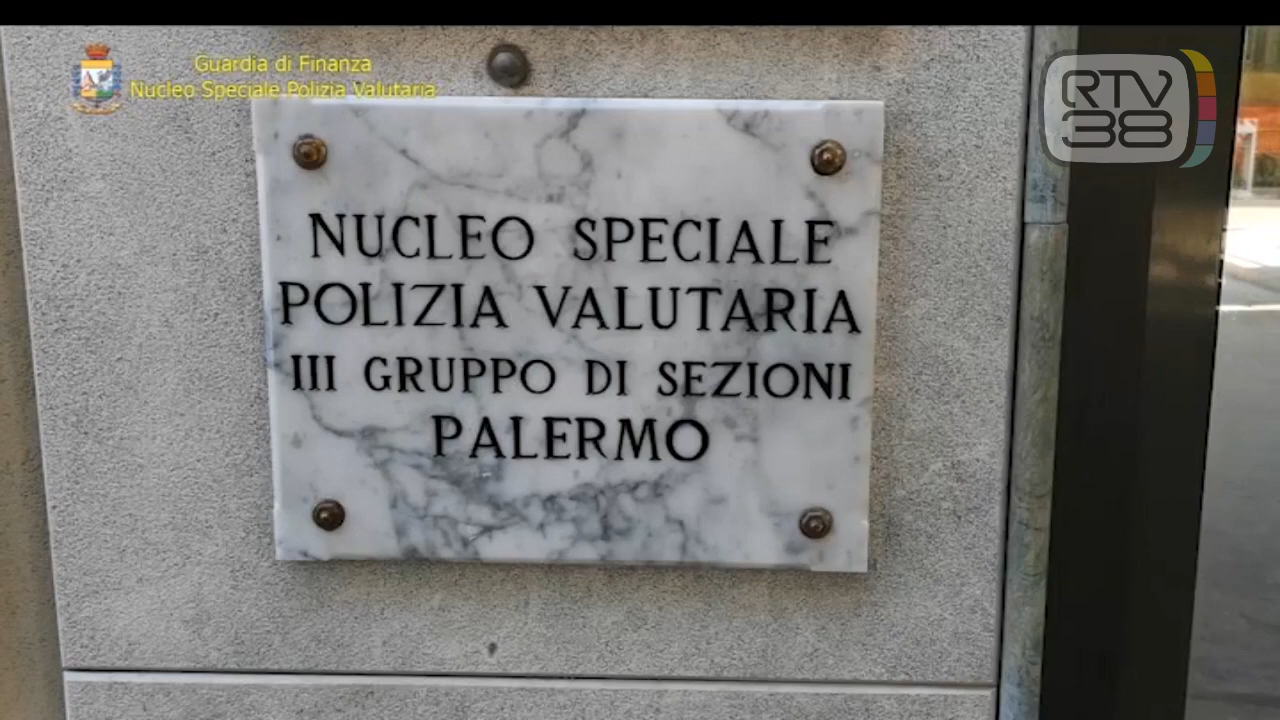 Guardia di Finanza
Nucleo Speciale Polizia Valutaria
RTV
38
NUCLEO SPECIALE
POLIZIA VALUTARIA
III GRUPPO DI SEZIONI
PALERMO